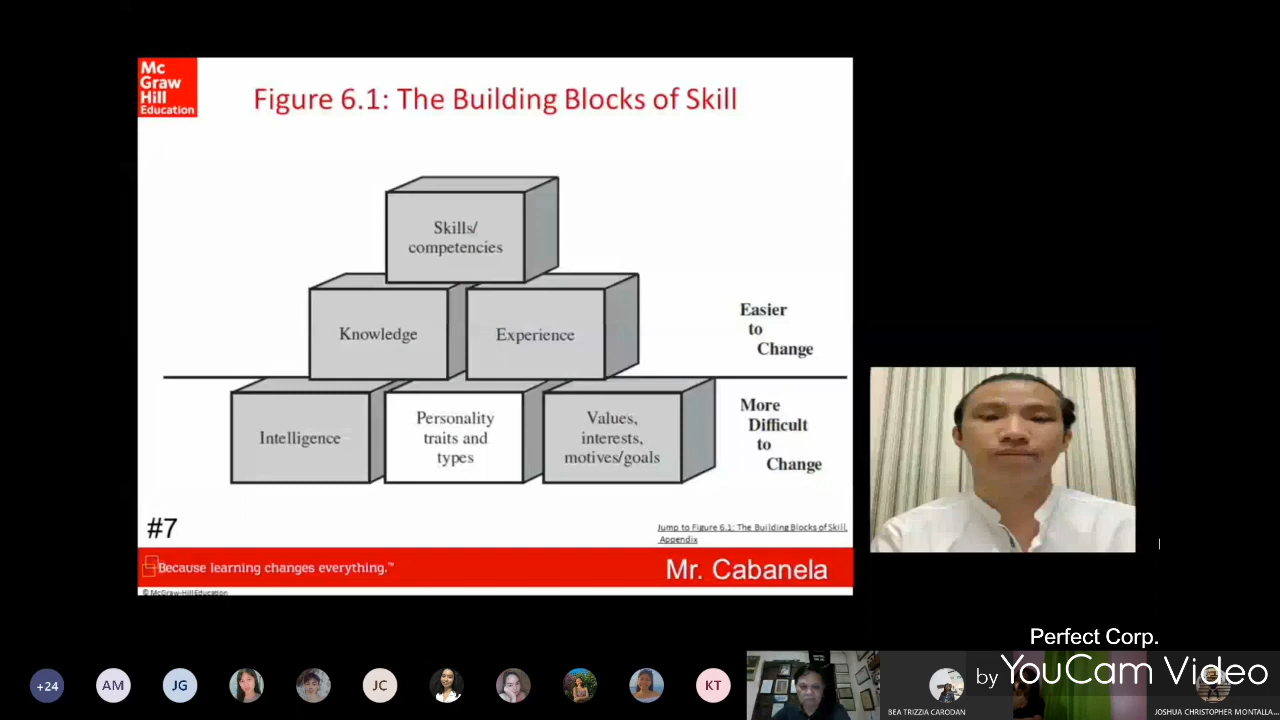 Mc
Graw
Hill
Education
Figure 6.1: The Building Blocks of Skill
Skills/
competencies
Knowledge
Experience
Easier
to
Change
Intelligence
Personality
traits and
types
Values,
interests,
motives/goals
More
Difficult
to
Change
#7
Jump to Figure 6.1: The Building Blocks of Skill,
Appendix
Because learning changes everything.™
Mr. Cabanela
© McGraw-Hill Education
Perfect Corp.
by YouCam Video
+24
AM
JG
JC
KT
BEA TRIZZIA CARODAN
JOSHUA CHRISTOPHER MONTALLA...